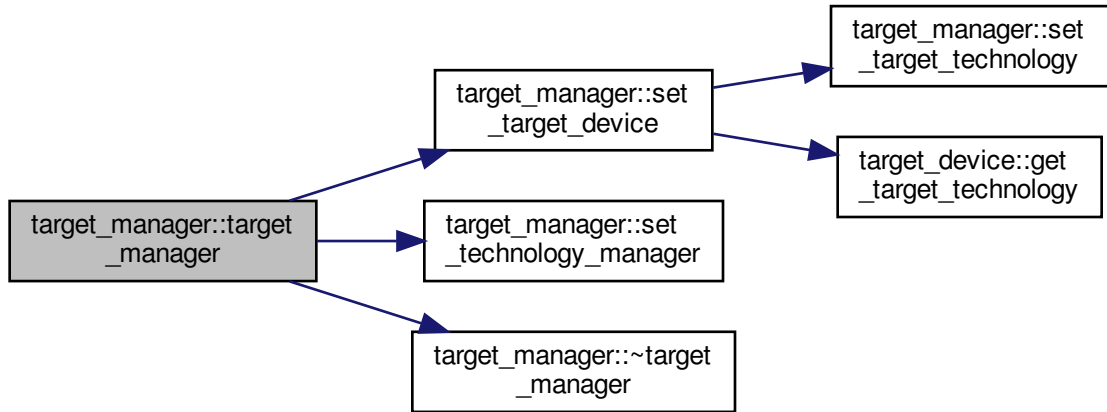 target_manager::target
_manager
target_manager::set
_target_device
target_manager::set
_target_technology
target_device::get
_target_technology
target_manager::set
_technology_manager
target_manager::~target
_manager